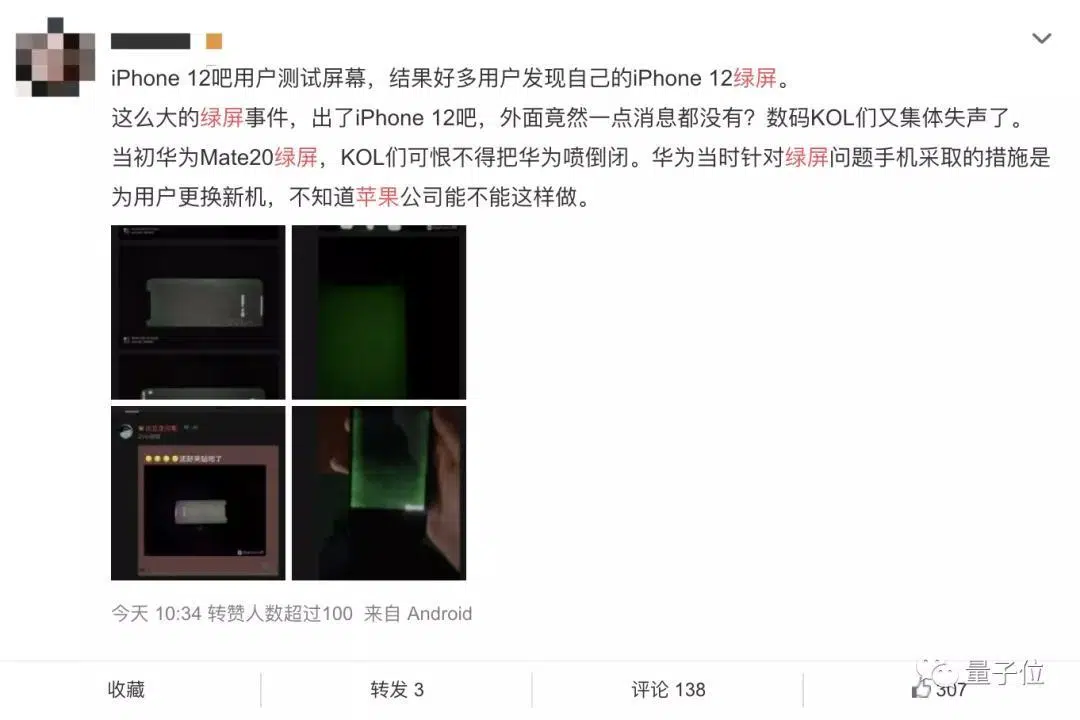 iPhone 12吧用户测试屏幕，结果好多用户发现自己的iPhone 12绿屏。
这么大的绿屏事件，出了iPhone 12吧，外面竟然一点消息都没有？数码KOL们又集体失声了。
当初华为Mate20绿屏，KOL们可恨不得把华为喷倒闭。华为当时针对绿屏问题手机采取的措施是
为用户更换新机，不知道苹果公司能不能这样做。
今天 10:34 转赞人数超过100 来自 Android
收藏
转发 3
评论 138
307
量子位